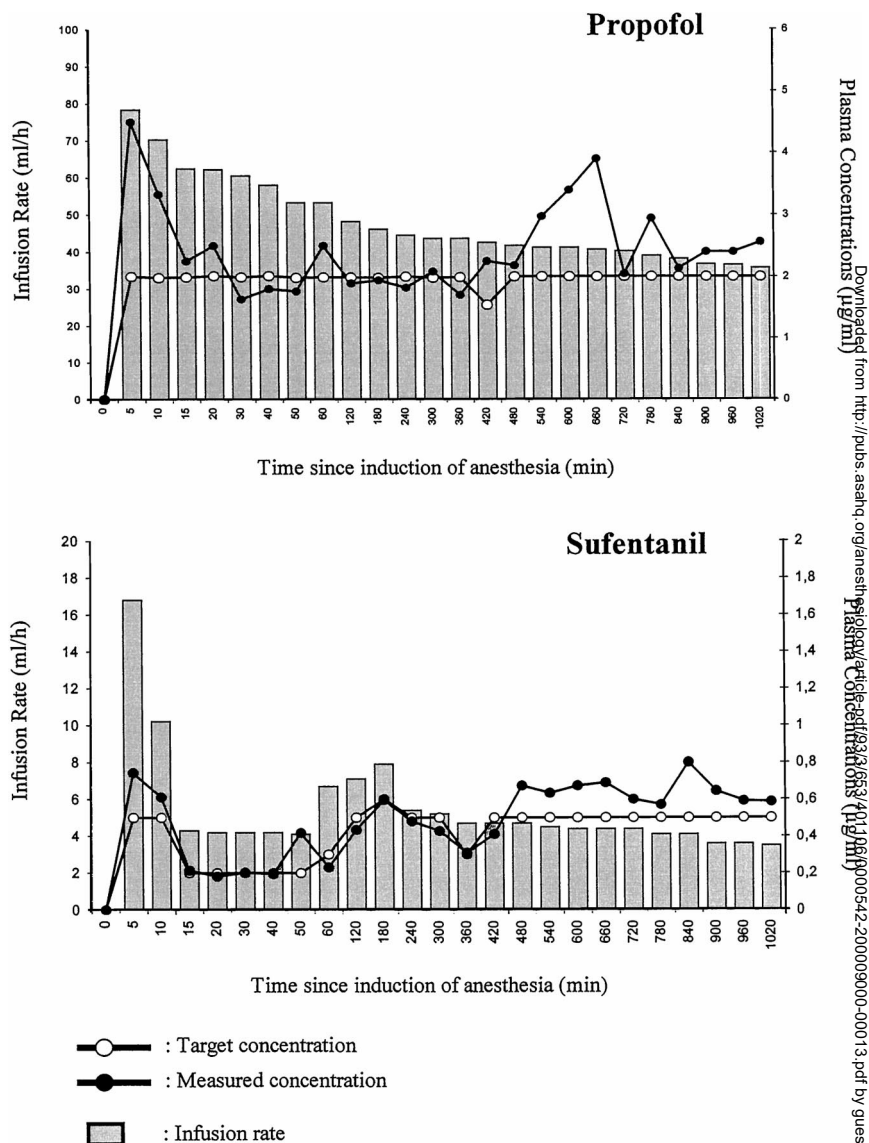 Propofol
100
90
80
70
60
50
40
30
20
10
0
6
5
4
3
2
1
0
Infusion Rate (ml/h)
Plasma Concentrations (µg/ml)
0 5 10 15 20 30 40 50 60 120 180 240 300 360 420 480 540 600 660 720 780 840 900 960 1020
Time since induction of anesthesia (min)
Sufentanil
20
18
16
14
12
10
8
6
4
2
0
2
1,8
1,6
1,4
1,2
1
0,8
0,6
0,4
0,2
0
Infusion Rate (ml/h)
Plasma Concentrations (µg/ml)
0 5 10 15 20 30 40 50 60 120 180 240 300 360 420 480 540 600 660 720 780 840 900 960 1020
Time since induction of anesthesia (min)
: Target concentration
: Measured concentration
: Infusion rate
Downloaded from http://pubs.asahq.org/anesthesiology/article-pdf/93/3/653/401106/0000542-200009000-00013.pdf by gues